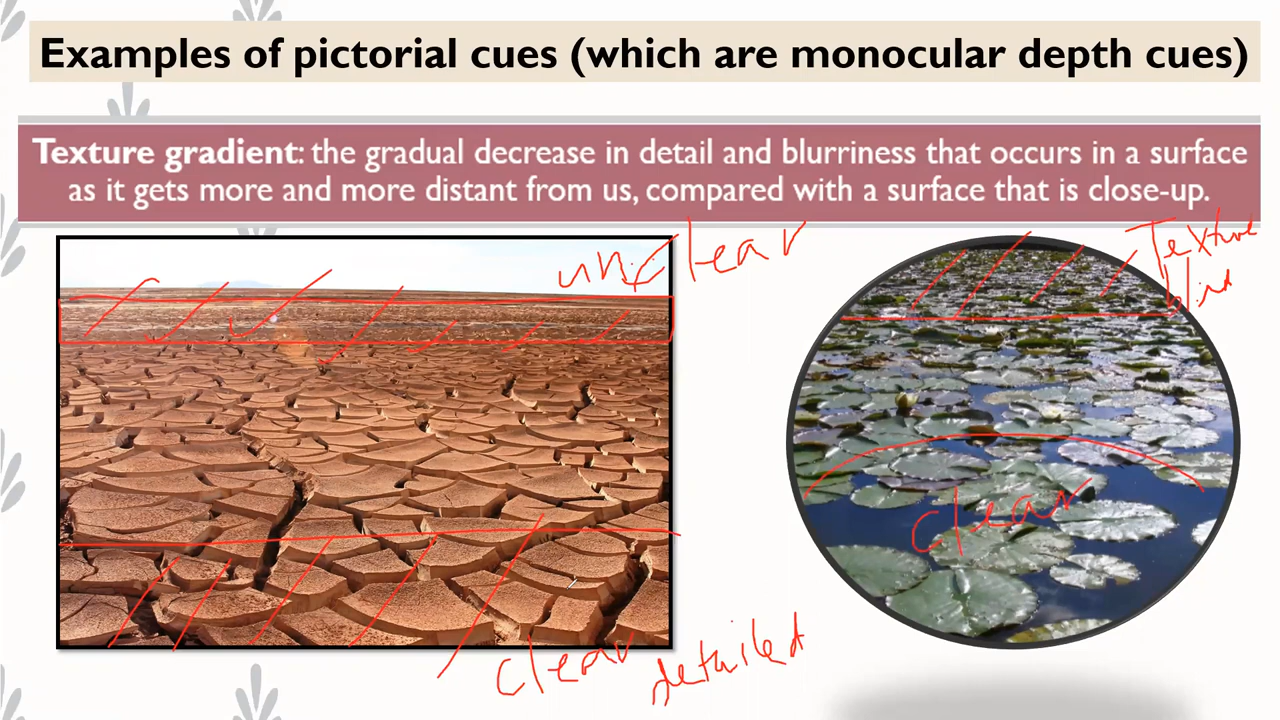 Examples of pictorial cues (which are monocular depth cues)
Texture gradient: the gradual decrease in detail and blurriness that occurs in a surface
as it gets more and more distant from us, compared with a surface that is close-up.
unclear
Texture
clear
clear
detailed